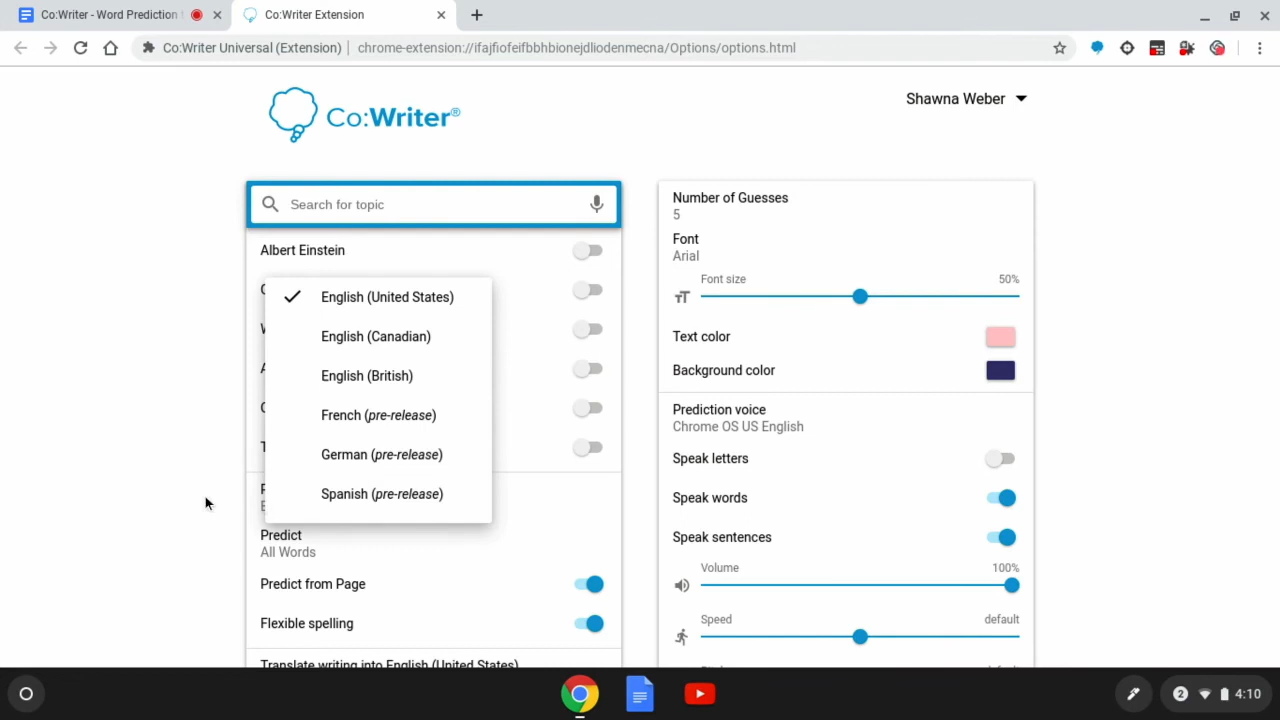 Co:Writer - Word Prediction
Co:Writer Extension
Co:Writer Universal (Extension)
chrome-extension://ifajfiofeifbbhbionejdliodenmecna/Options/options.html
Co:Writer®
Shawna Weber
Search for topic
Albert Einstein
English (United States)
English (Canadian)
English (British)
French (pre-release)
German (pre-release)
Spanish (pre-release)
Predict
All Words
Predict from Page
Flexible spelling
Translate writing into English (United States)
Number of Guesses
5
Font
Arial
Font size 50%
Text color
Background color
Prediction voice
Chrome OS US English
Speak letters
Speak words
Speak sentences
Volume 100%
Speed default
2 4:10